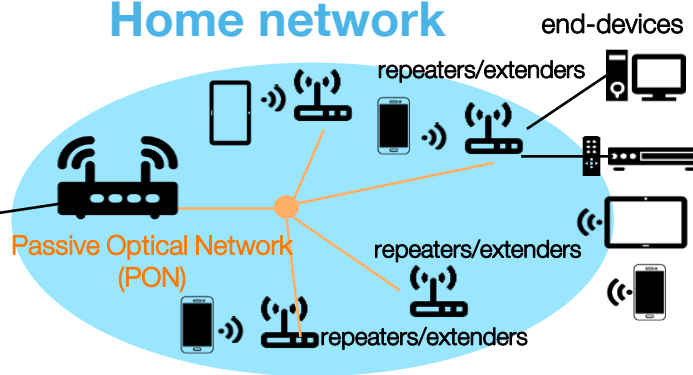 Home network
end-devices
repeaters/extenders
Passive Optical Network
(PON)
repeaters/extenders
repeaters/extenders